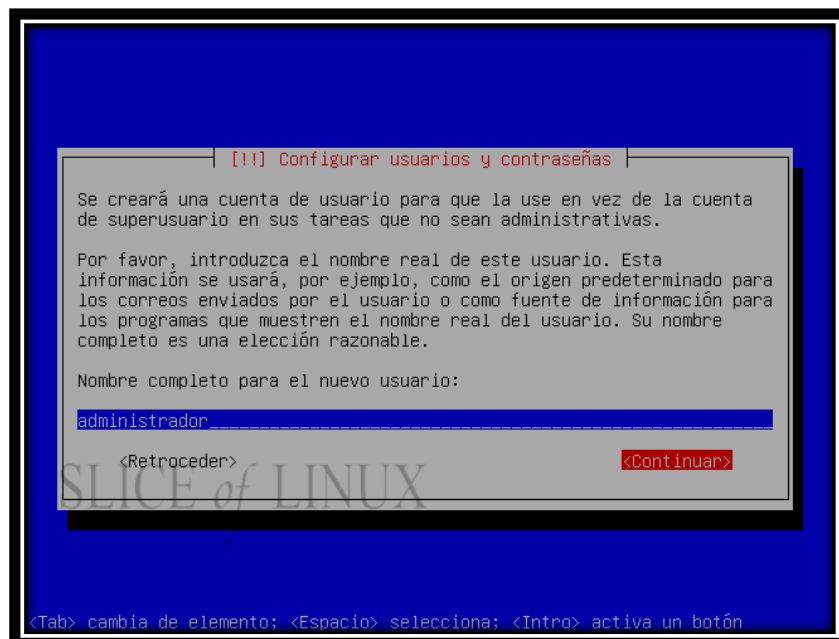 [!!] Configurar usuarios y contraseñas
Se creará una cuenta de usuario para que la use en vez de la cuenta
de superusuario en sus tareas que no sean administrativas.
Por favor, introduzca el nombre real de este usuario. Esta
información se usará, por ejemplo, como el origen predeterminado para
los correos enviados por el usuario o como fuente de información para
los programas que muestren el nombre real del usuario. Su nombre
completo es una elección razonable.
Nombre completo para el nuevo usuario:
administrador
<Retroceder> <Continuar>
SLICE of LINUX
<Tab> cambia de elemento; <Espacio> selecciona; <Intro> activa un botón